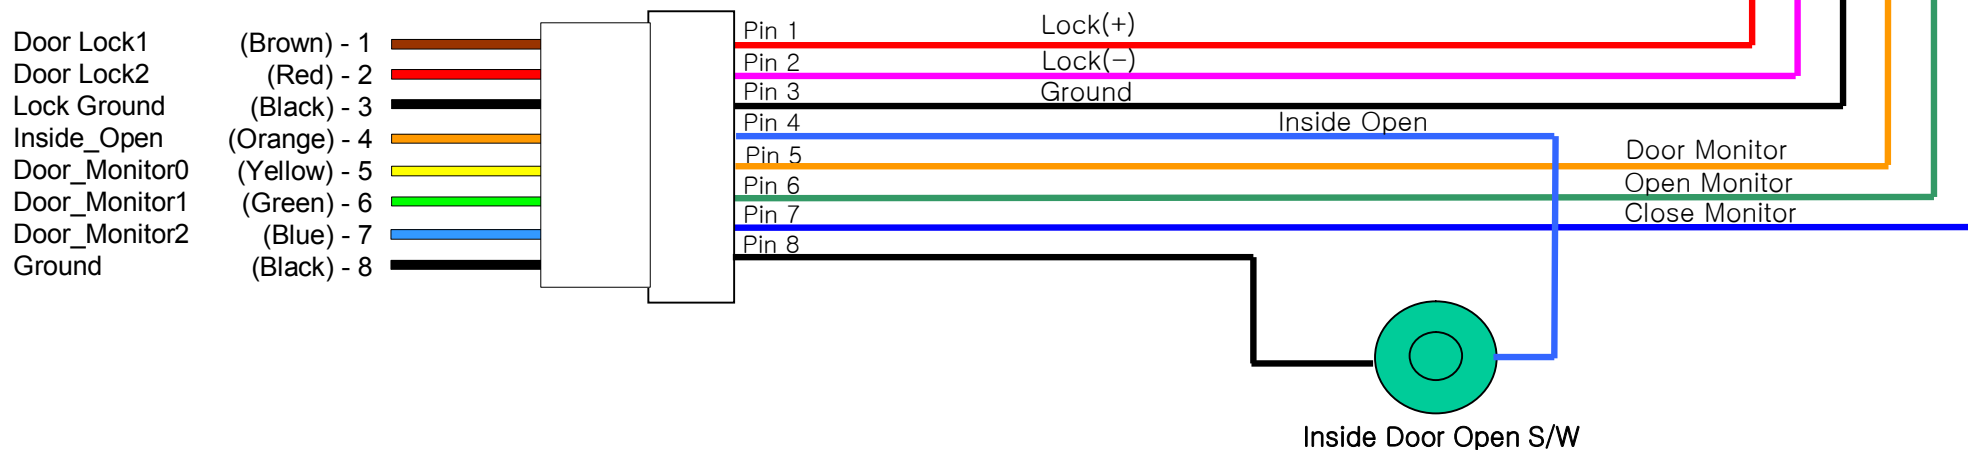 Door Lock1 (Brown) - 1
Door Lock2 (Red) - 2
Lock Ground (Black) - 3
Inside_Open (Orange) - 4
Door_Monitor0 (Yellow) - 5
Door_Monitor1 (Green) - 6
Door_Monitor2 (Blue) - 7
Ground (Black) - 8
Pin 1 Lock(+)
Pin 2 Lock(−)
Pin 3 Ground
Pin 4 Inside Open
Pin 5 Door Monitor
Pin 6 Open Monitor
Pin 7 Close Monitor
Pin 8
Inside Door Open S/W